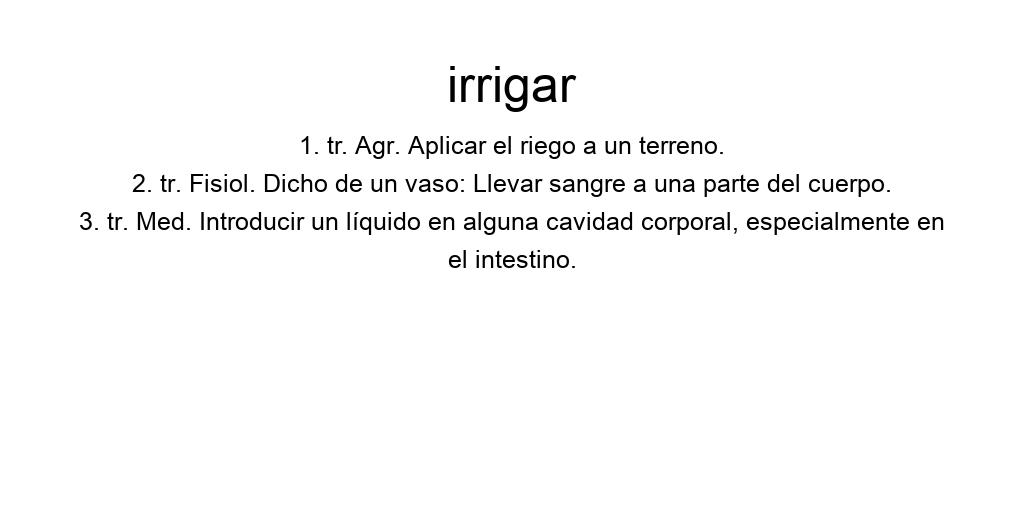 irrigar
1. tr. Agr. Aplicar el riego a un terreno.
2. tr. Fisiol. Dicho de un vaso: Llevar sangre a una parte del cuerpo.
3. tr. Med. Introducir un líquido en alguna cavidad corporal, especialmente en
el intestino.